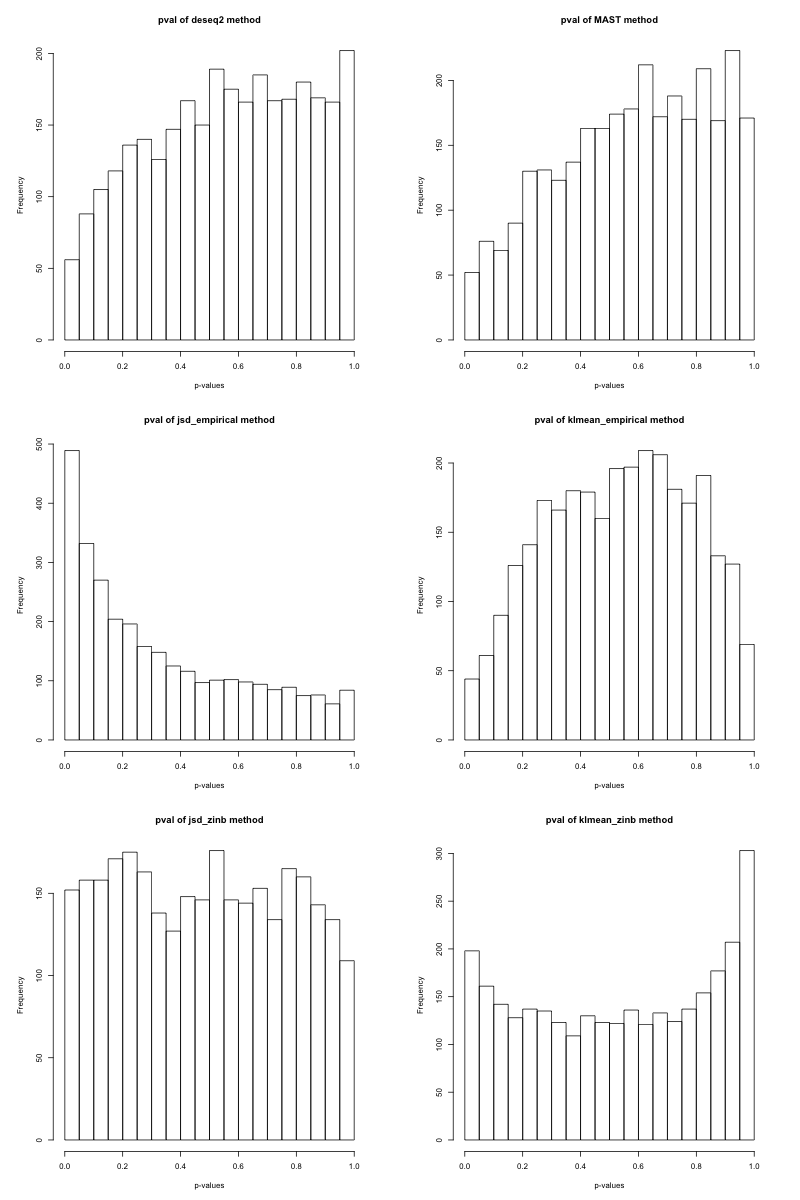 pval of deseq2 method
200
150
100
50
0
Frequency
0.0 0.2 0.4 0.6 0.8 1.0
p-values
pval of MAST method
200
150
100
50
0
Frequency
0.0 0.2 0.4 0.6 0.8 1.0
p-values
pval of jsd_empirical method
500
400
300
200
100
0
Frequency
0.0 0.2 0.4 0.6 0.8 1.0
p-values
pval of klmean_empirical method
200
150
100
50
0
Frequency
0.0 0.2 0.4 0.6 0.8 1.0
p-values
pval of jsd_zinb method
150
100
50
0
Frequency
0.0 0.2 0.4 0.6 0.8 1.0
p-values
pval of klmean_zinb method
300
250
200
150
100
50
0
Frequency
0.0 0.2 0.4 0.6 0.8 1.0
p-values